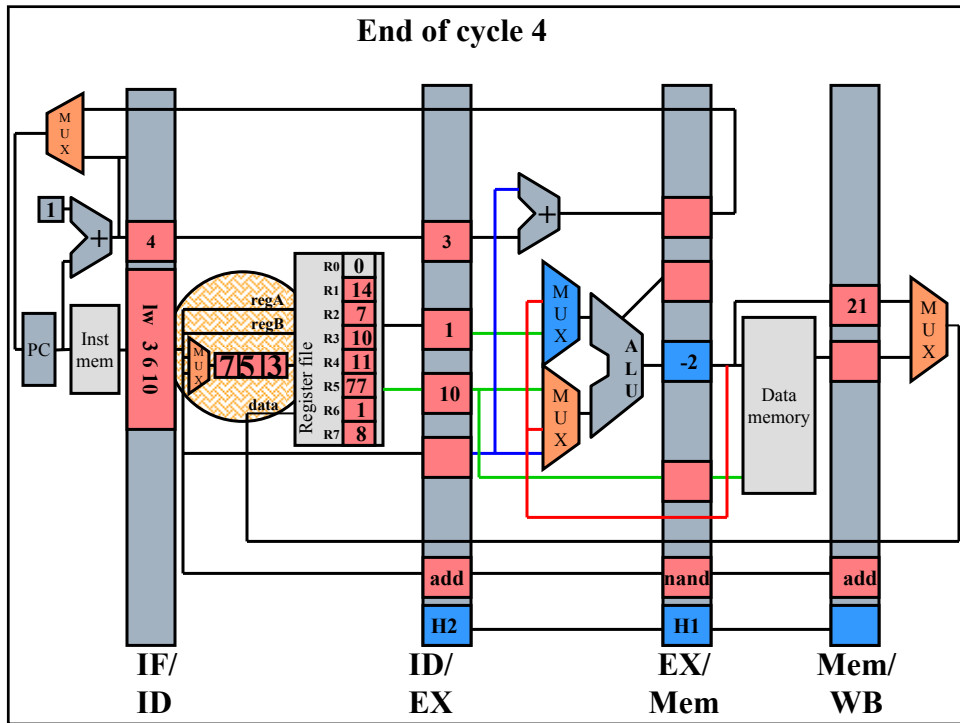 End of cycle 4
M
U
X
1
+
4
3
+
lw 3 6 10
PC
Inst
mem
regA
regB
M
U
X
7 5 3
data
Register file
R0 0
R1 14
R2 7
R3 10
R4 11
R5 77
R6 1
R7 8
1
10
M
U
X
M
U
X
A
L
U
-2
Data
memory
21
M
U
X
add
nand
add
H2
H1
IF/
ID
ID/
EX
EX/
Mem
Mem/
WB